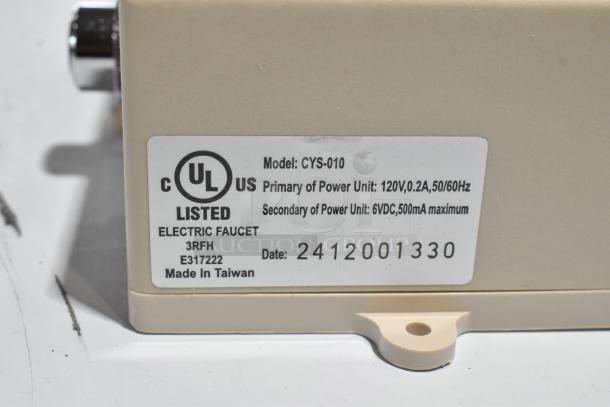 C UL US
LISTED
ELECTRIC FAUCET
3RFH
E317222
Made In Taiwan
Model: CYS-010
Primary of Power Unit: 120V,0.2A,50/60Hz
Secondary of Power Unit: 6VDC,500mA maximum
Date: 2412001330